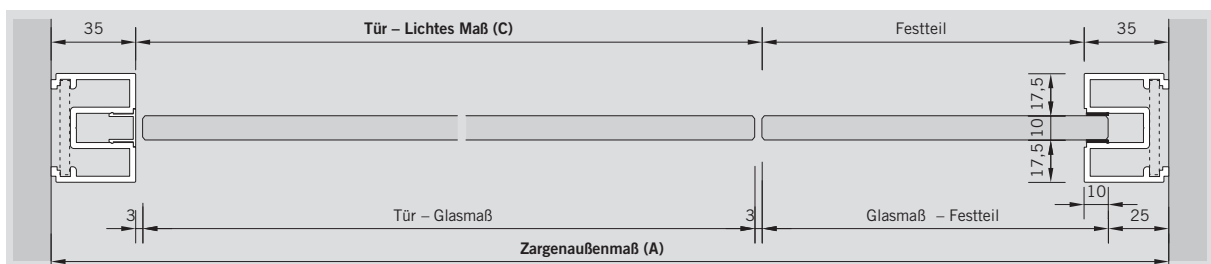 35
Tür – Lichtes Maß (C)
Festteil
35
17,5
10
17,5
10
3
Tür – Glasmaß
3
Glasmaß – Festteil
25
Zargenaußenmaß (A)